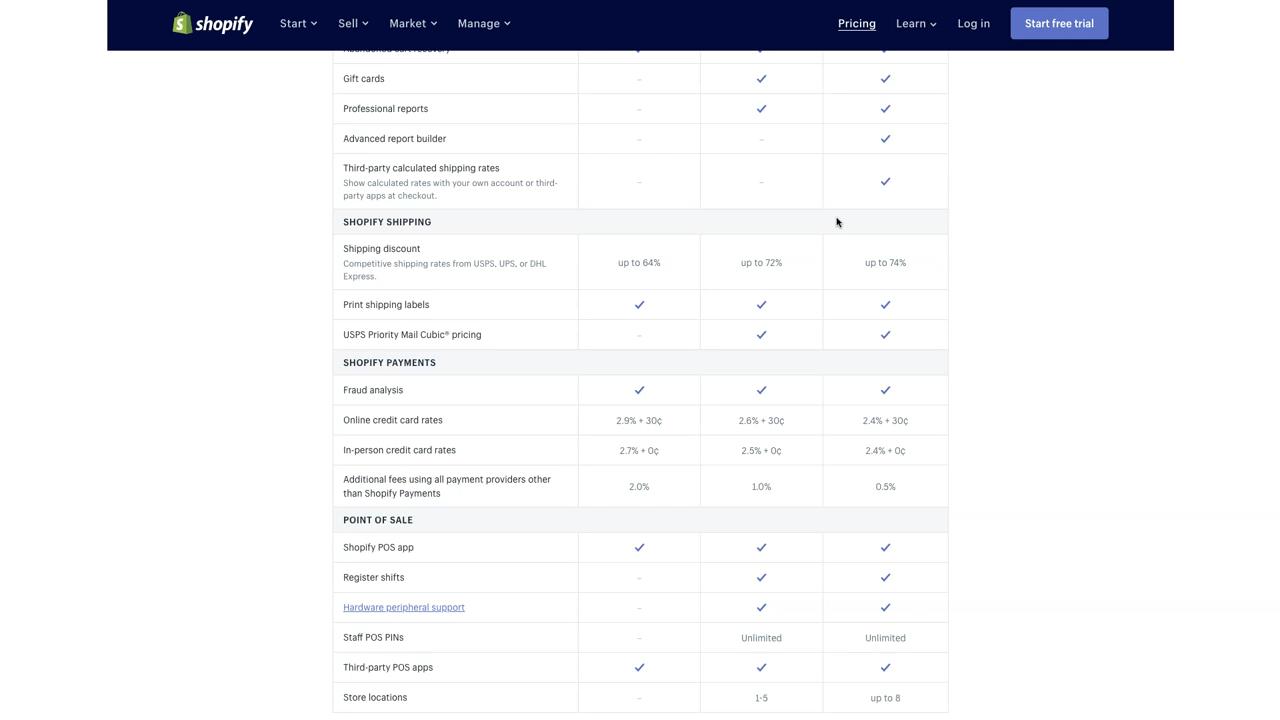 shopify Start Sell Market Manage Pricing Learn Log in Start free trial
Abandoned cart recovery
Gift cards –
Professional reports –
Advanced report builder – –
Third-party calculated shipping rates
Show calculated rates with your own account or third-
party apps at checkout.
– –
SHOPIFY SHIPPING
Shipping discount
Competitive shipping rates from USPS, UPS, or DHL
Express.
up to 64% up to 72% up to 74%
Print shipping labels
USPS Priority Mail Cubic® pricing –
SHOPIFY PAYMENTS
Fraud analysis
Online credit card rates 2.9% + 30¢ 2.6% + 30¢ 2.4% + 30¢
In-person credit card rates 2.7% + 0¢ 2.5% + 0¢ 2.4% + 0¢
Additional fees using all payment providers other
than Shopify Payments
2.0% 1.0% 0.5%
POINT OF SALE
Shopify POS app
Register shifts –
Hardware peripheral support –
Staff POS PINs – Unlimited Unlimited
Third-party POS apps
Store locations – 1-5 up to 8